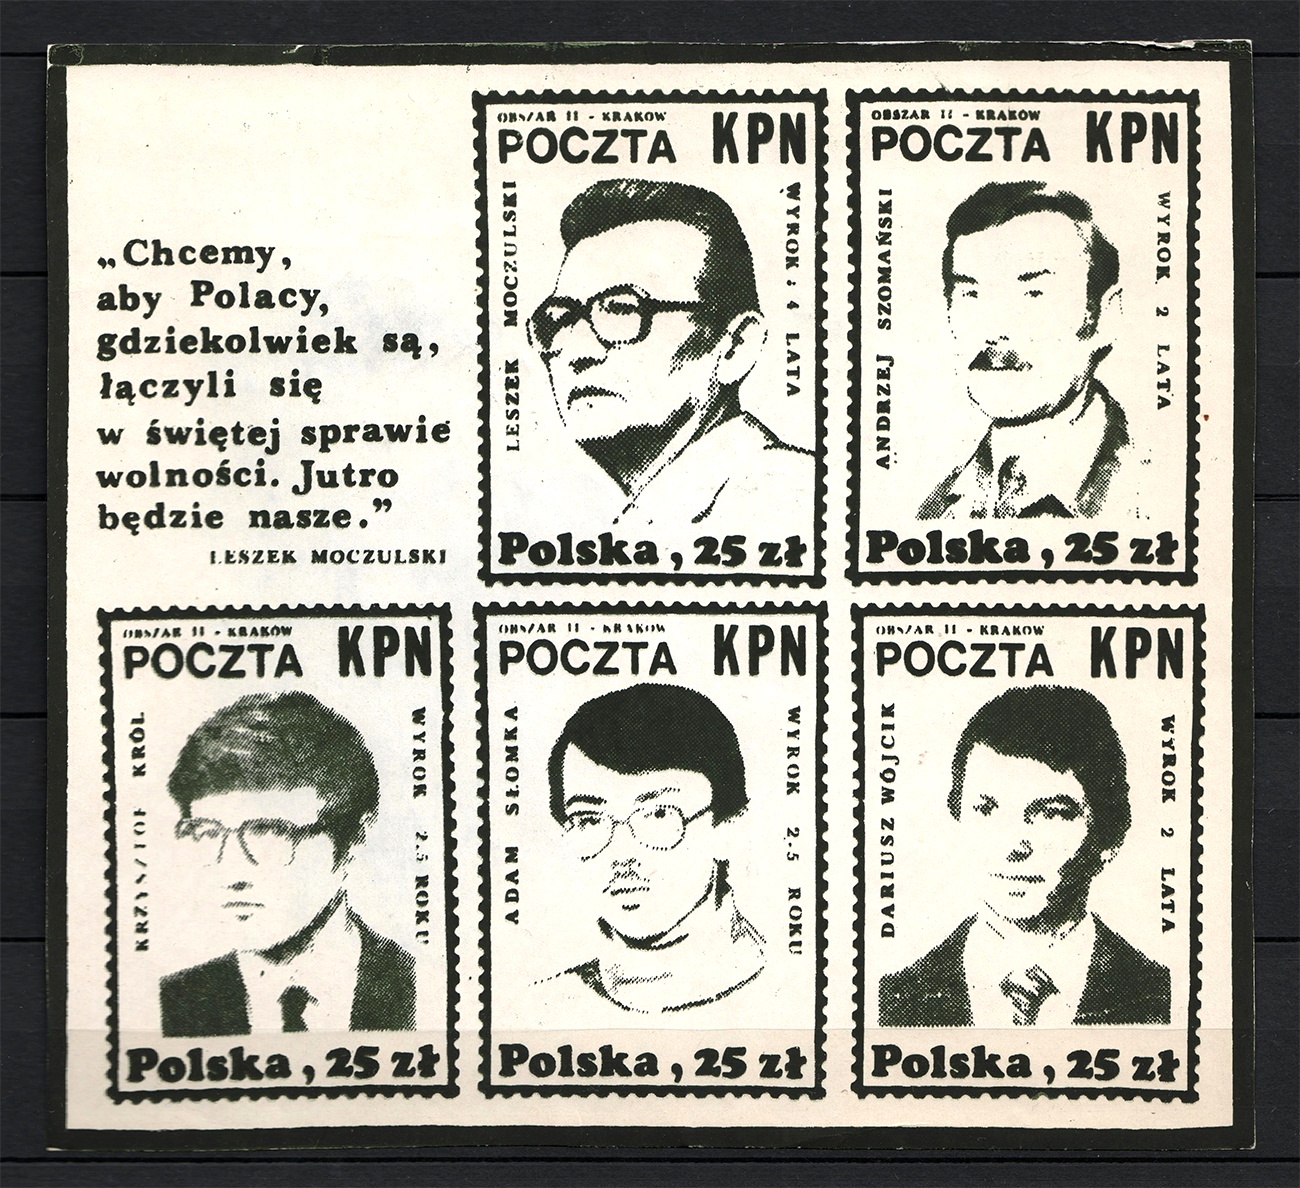 „Chcemy,
aby Polacy,
gdziekolwiek są,
łączyli się
w świętej sprawie
wolności. Jutro
będzie nasze.”
LESZEK MOCZULSKI
OBSZAR II - KRAKOW
POCZTA KPN
LESZEK MOCZULSKI
WYROK : 4 LATA
Polska, 25 zł
OBSZAR II - KRAKOW
POCZTA KPN
ANDRZEJ SZOMAŃSKI
WYROK 2 LATA
Polska, 25 zł
OBSZAR II - KRAKOW
POCZTA KPN
KRZYSZTOF KRÓL
WYROK 2.5 ROKU
Polska, 25 zł
OBSZAR II - KRAKOW
POCZTA KPN
ADAM SŁOMKA
WYROK 2.5 ROKU
Polska, 25 zł
OBSZAR II - KRAKOW
POCZTA KPN
DARIUSZ WÓJCIK
WYROK 2 LATA
Polska, 25 zł